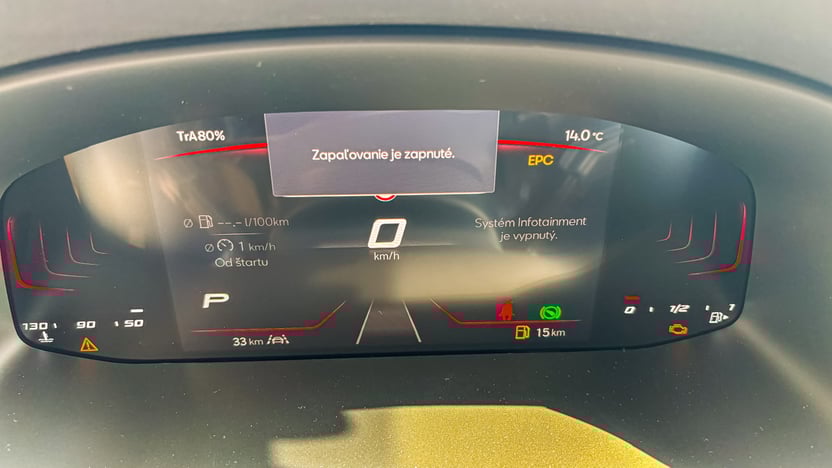 TrA80%
14.0 °C
Zapaľovanie je zapnuté.
EPC
Ø --.- l/100km
Ø 1 km/h
Od štartu
0
km/h
Systém Infotainment
je vypnutý.
P
130 90 50
0 1/2 1
33 km
15 km